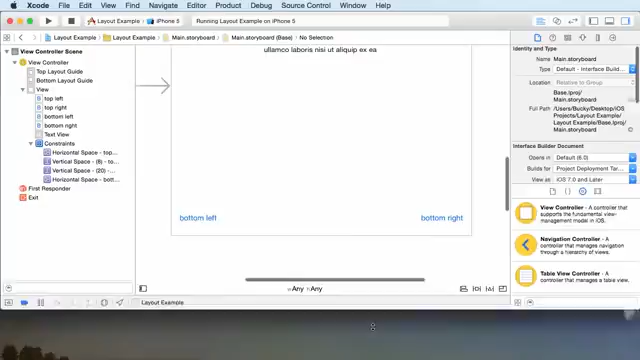 Xcode File Edit View Find Navigate Editor Product Debug Source Control Window Help
Layout Example iPhone 5 Running Layout Example on iPhone 5
Layout Example Layout Example Main.storyboard Main.storyboard (Base) No Selection
View Controller Scene
View Controller
Top Layout Guide
Bottom Layout Guide
View
top left
top right
bottom left
bottom right
Text View
Constraints
Horizontal Space - top...
Vertical Space - (8) - to...
Vertical Space - (20) - ...
Horizontal Space - bott...
First Responder
Exit
ullamco laboris nisi ut aliquip ex ea
bottom left bottom right
wAny hAny
Layout Example
Identity and Type
Name Main.storyboard
Type Default - Interface Build...
Location Relative to Group
Base.lproj/
Main.storyboard
Full Path /Users/Bucky/Desktop/iOS
Projects/Layout Example/
Layout Example/Base.lproj/
Main.storyboard
Interface Builder Document
Opens in Default (6.0)
Builds for Project Deployment Tar...
View as iOS 7.0 and Later
View Controller - A
controller that supports the
fundamental view-
management model in iOS.
Navigation Controller - A
controller that manages navigation
through a hierarchy of views.
Table View Controller - A
controller that manages a table view.